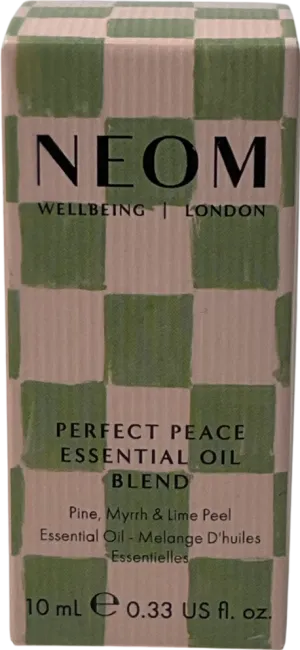 NEOM
WELLBEING | LONDON
PERFECT PEACE
ESSENTIAL OIL
BLEND
Pine, Myrrh & Lime Peel
Essential Oil - Melange D'huiles
Essentielles
10 mL ℮ 0.33 US fl. oz.